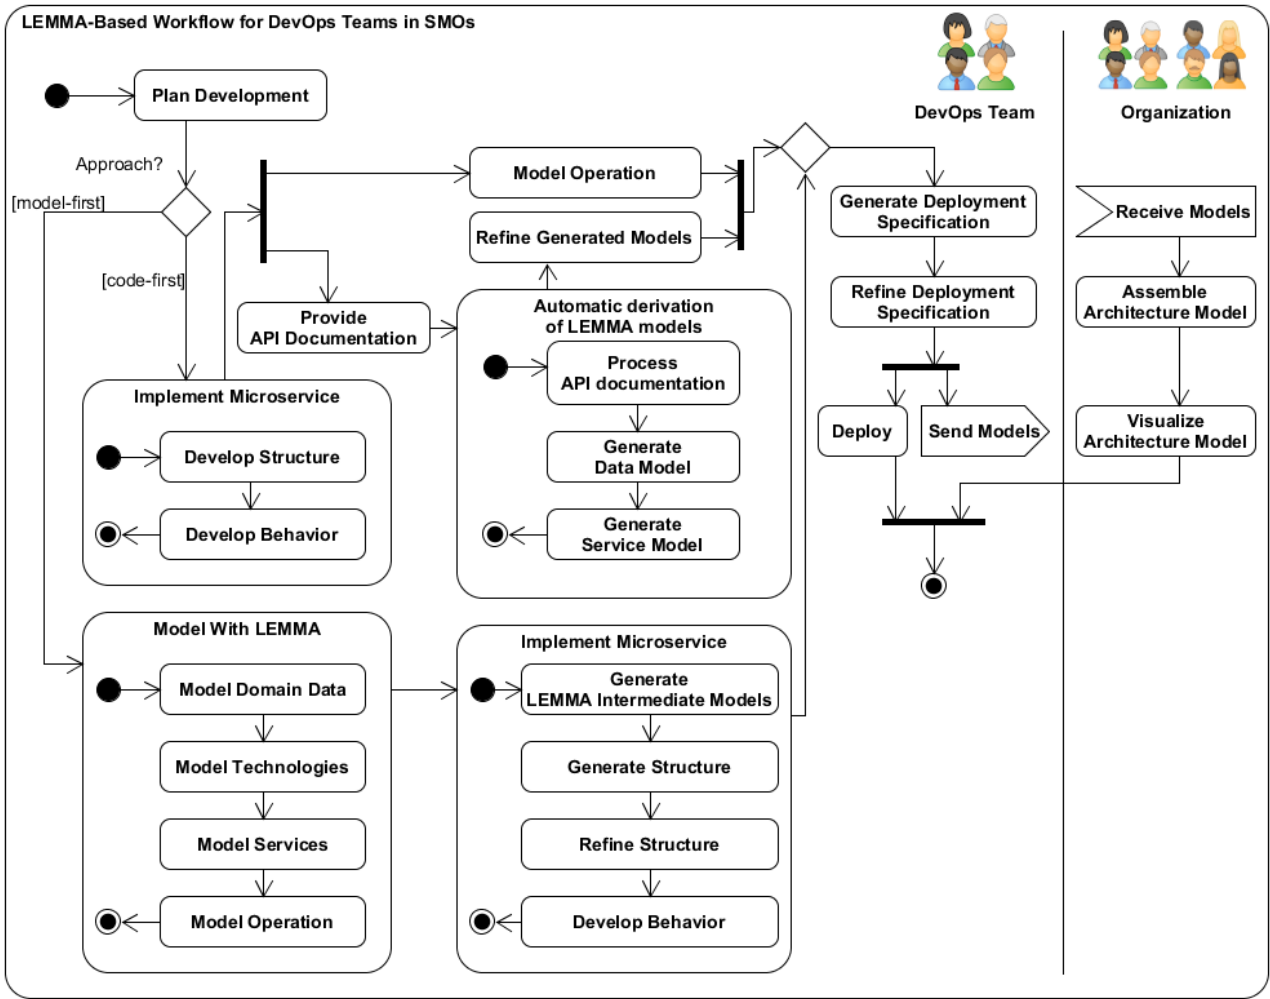 LEMMA-Based Workflow for DevOps Teams in SMOs
DevOps Team
Organization
Plan Development
Approach?
[model-first]
[code-first]
Model Operation
Refine Generated Models
Provide
API Documentation
Automatic derivation
of LEMMA models
Process
API documentation
Generate
Data Model
Generate
Service Model
Implement Microservice
Develop Structure
Develop Behavior
Model With LEMMA
Model Domain Data
Model Technologies
Model Services
Model Operation
Implement Microservice
Generate
LEMMA Intermediate Models
Generate Structure
Refine Structure
Develop Behavior
Generate Deployment
Specification
Refine Deployment
Specification
Deploy
Send Models
Receive Models
Assemble
Architecture Model
Visualize
Architecture Model